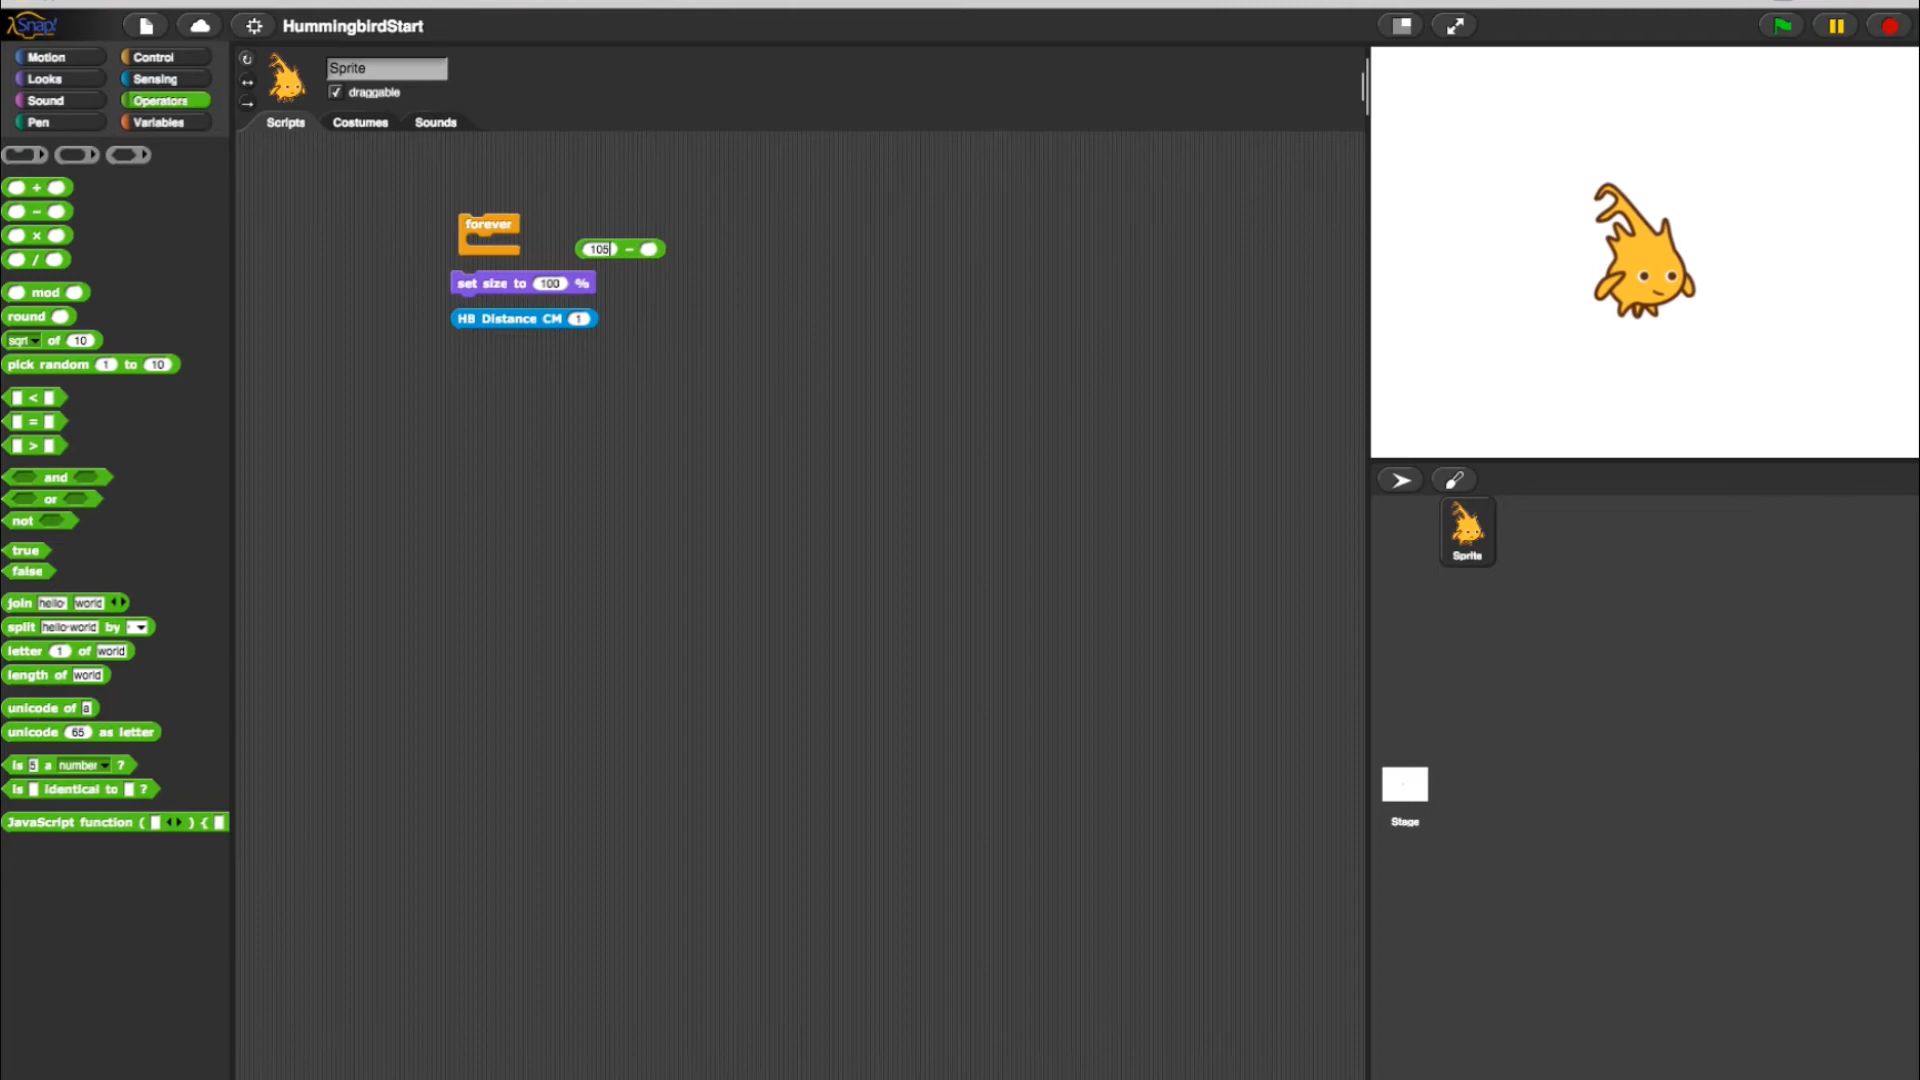 Snap!
HummingbirdStart
Motion
Control
Looks
Sensing
Sound
Operators
Pen
Variables
Sprite
draggable
Scripts
Costumes
Sounds
+
−
×
/
mod
round
sqrt of 10
pick random 1 to 10
<
=
>
and
or
not
true
false
join hello world
split hello world by
letter 1 of world
length of world
unicode of a
unicode 65 as letter
is 5 a number ?
is identical to ?
JavaScript function ( ) {
forever
105 −
set size to 100 %
HB Distance CM 1
Sprite
Stage